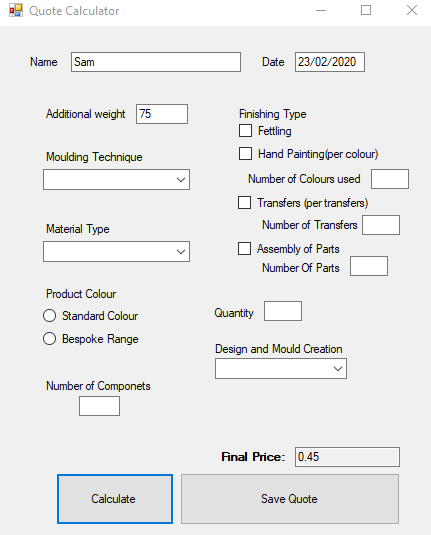 Quote Calculator
Name Sam Date 23/02/2020
Additional weight 75
Finishing Type
Fettling
Moulding Technique
Hand Painting(per colour)
Number of Colours used
Transfers (per transfers)
Number of Transfers
Material Type
Assembly of Parts
Number Of Parts
Product Colour
Standard Colour
Quantity
Bespoke Range
Design and Mould Creation
Number of Componets
Final Price: 0.45
Calculate Save Quote